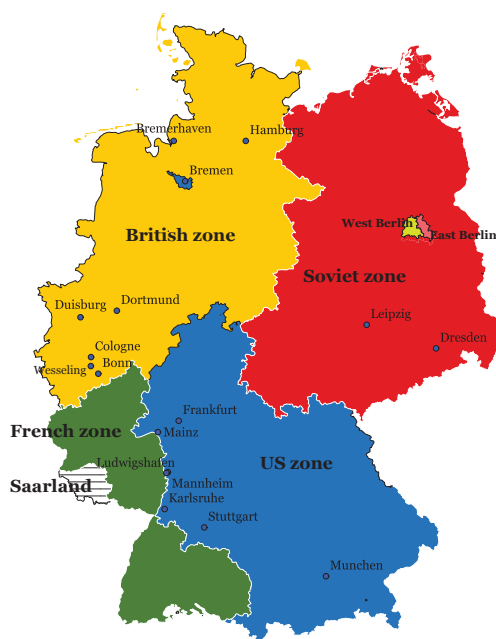 Bremerhaven
Hamburg
Bremen
West Berlin
East Berlin
British zone
Soviet zone
Duisburg
Dortmund
Leipzig
Dresden
Cologne
Wesseling
Bonn
Frankfurt
French zone
Mainz
Ludwigshafen
US zone
Saarland
Mannheim
Karlsruhe
Stuttgart
Munchen